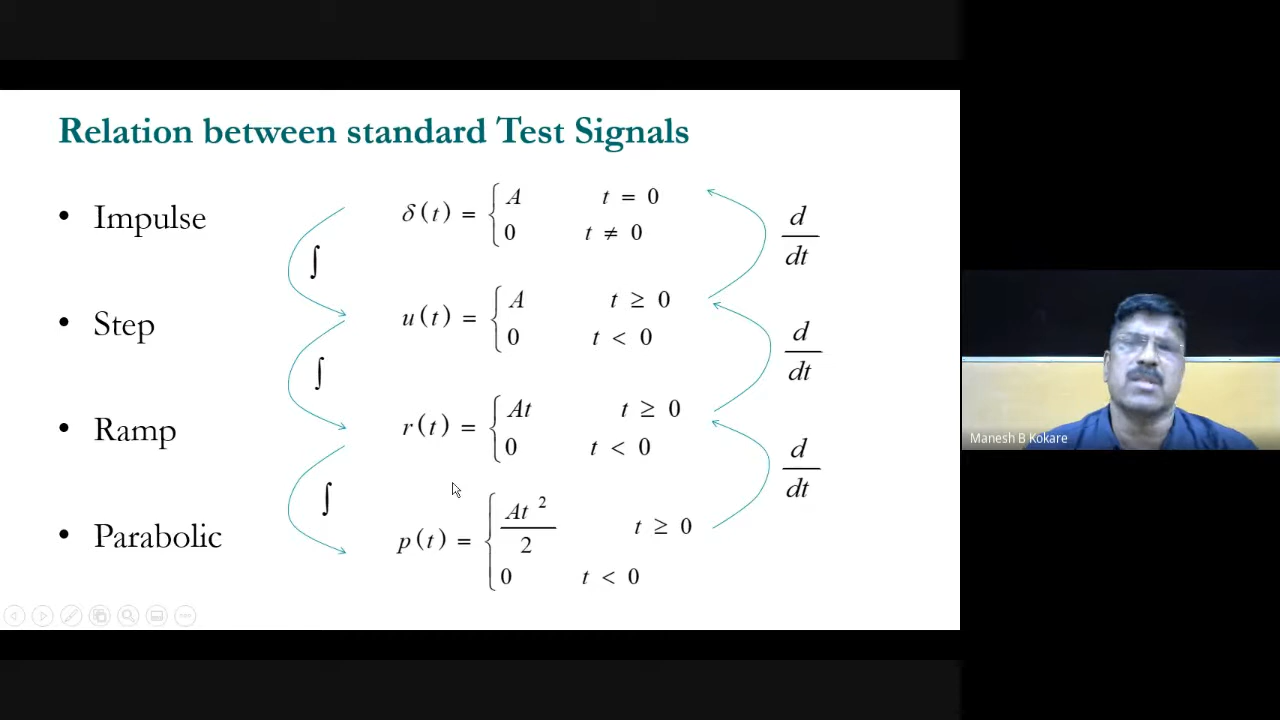 Relation between standard Test Signals
• Impulse
δ(t) = { A t = 0
0 t ≠ 0
∫
d/dt
• Step
u(t) = { A t ≥ 0
0 t < 0
∫
d/dt
• Ramp
r(t) = { At t ≥ 0
0 t < 0
∫
d/dt
• Parabolic
p(t) = { At²/2 t ≥ 0
0 t < 0
Manesh B Kokare